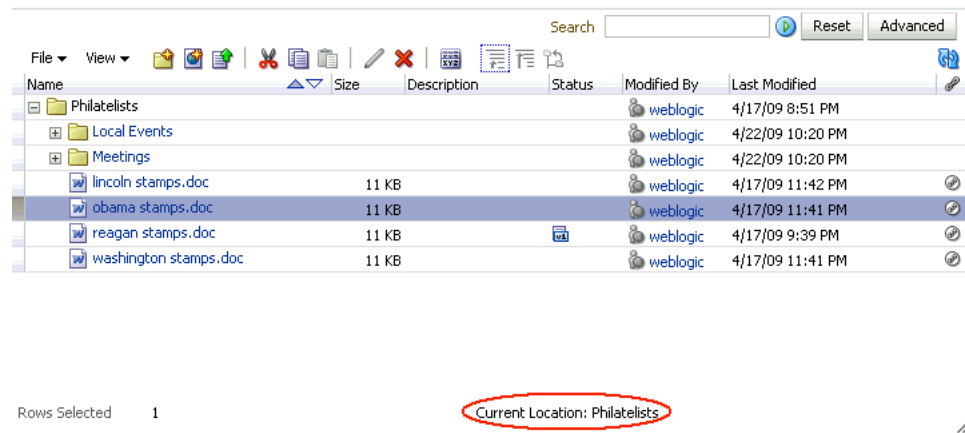 Search Reset Advanced
File View
Name Size Description Status Modified By Last Modified
Philatelists weblogic 4/17/09 8:51 PM
Local Events weblogic 4/22/09 10:20 PM
Meetings weblogic 4/22/09 10:20 PM
lincoln stamps.doc 11 KB weblogic 4/17/09 11:42 PM
obama stamps.doc 11 KB weblogic 4/17/09 11:41 PM
reagan stamps.doc 11 KB weblogic 4/17/09 9:39 PM
washington stamps.doc 11 KB weblogic 4/17/09 11:41 PM
Rows Selected 1 Current Location: Philatelists